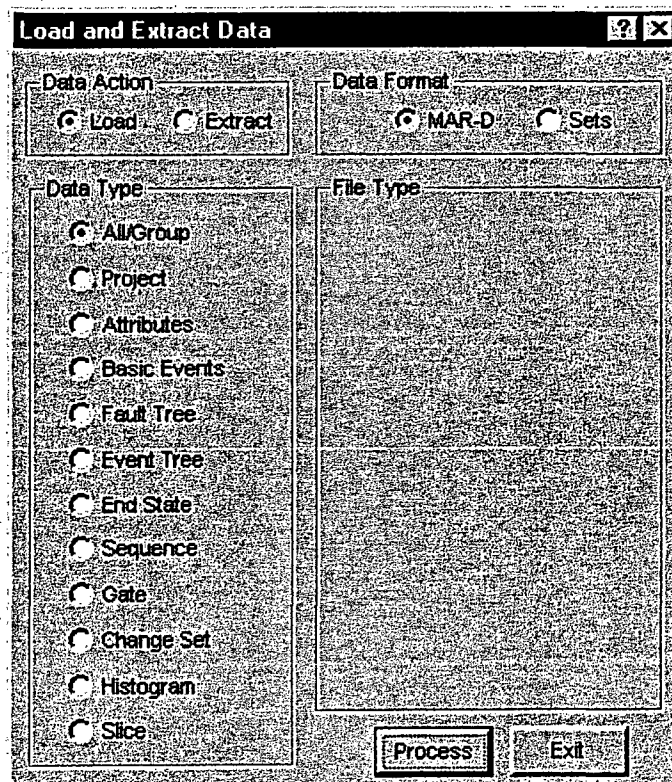 Load and Extract Data
Data Action
Load Extract
Data Format
MAR-D Sets
Data Type
All/Group
Project
Attributes
Basic Events
Fault Tree
Event Tree
End State
Sequence
Gate
Change Set
Histogram
Slice
File Type
Process Exit